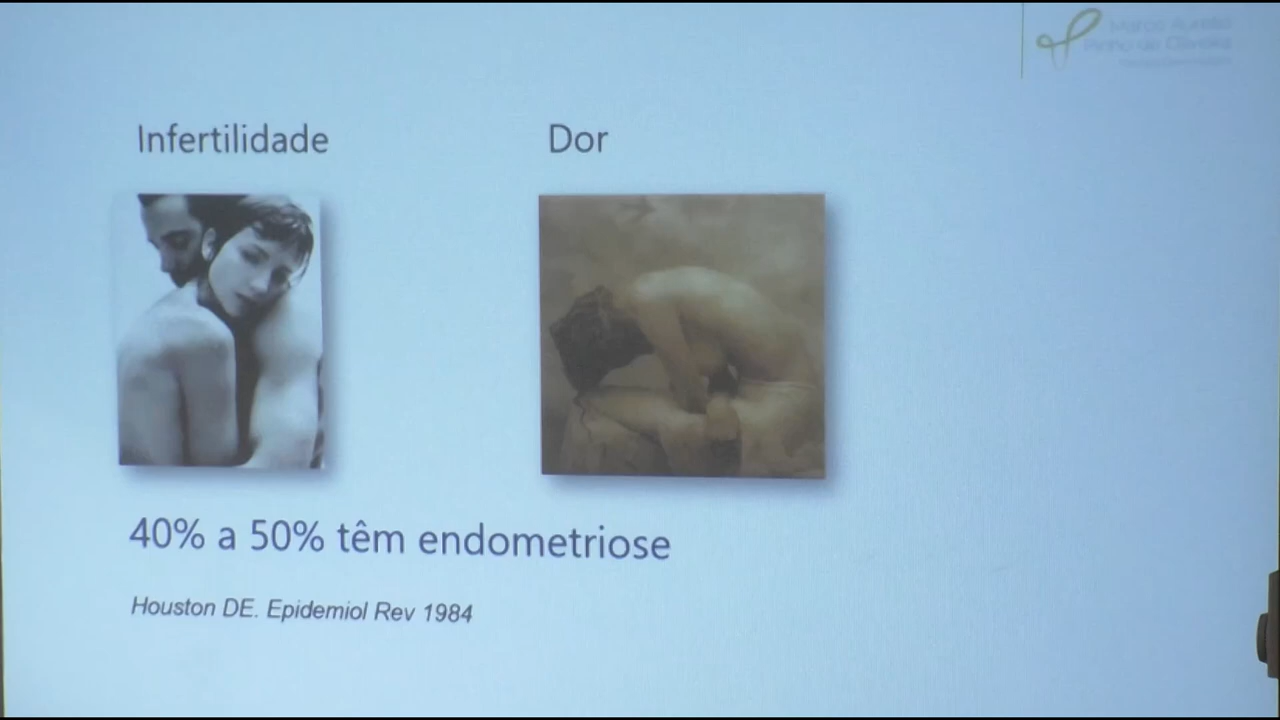 Infertilidade
Dor
40% a 50% têm endometriose
Houston DE. Epidemiol Rev 1984